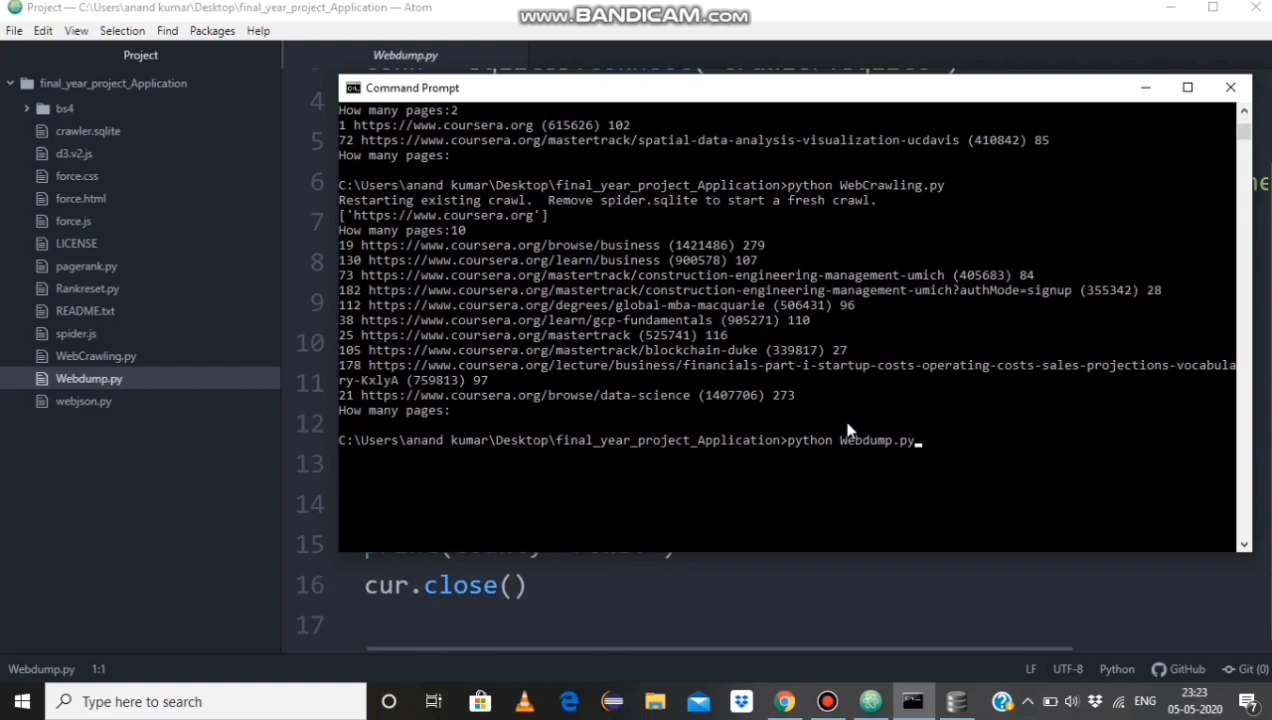 Project — C:\Users\anand kumar\Desktop\final_year_project_Application — Atom
www.BANDICAM.com
File Edit View Selection Find Packages Help
Project
Webdump.py
final_year_project_Application
bs4
crawler.sqlite
d3.v2.js
force.css
force.html
force.js
LICENSE
pagerank.py
Rankreset.py
README.txt
spider.js
WebCrawling.py
Webdump.py
webjson.py
4
5
6
7
8
9
10
11
12
13
14
15
16 cur.close()
17
Command Prompt
How many pages:2
1 https://www.coursera.org (615626) 102
72 https://www.coursera.org/mastertrack/spatial-data-analysis-visualization-ucdavis (410842) 85
How many pages:
C:\Users\anand kumar\Desktop\final_year_project_Application>python WebCrawling.py
Restarting existing crawl.  Remove spider.sqlite to start a fresh crawl.
['https://www.coursera.org']
How many pages:10
19 https://www.coursera.org/browse/business (1421486) 279
130 https://www.coursera.org/learn/business (900578) 107
73 https://www.coursera.org/mastertrack/construction-engineering-management-umich (405683) 84
182 https://www.coursera.org/mastertrack/construction-engineering-management-umich?authMode=signup (355342) 28
112 https://www.coursera.org/degrees/global-mba-macquarie (506431) 96
38 https://www.coursera.org/learn/gcp-fundamentals (905271) 110
25 https://www.coursera.org/mastertrack (525741) 116
105 https://www.coursera.org/mastertrack/blockchain-duke (339817) 27
178 https://www.coursera.org/lecture/business/financials-part-i-startup-costs-operating-costs-sales-projections-vocabula
ry-KxlyA (759813) 97
21 https://www.coursera.org/browse/data-science (1407706) 273
How many pages:
C:\Users\anand kumar\Desktop\final_year_project_Application>python Webdump.py
Webdump.py 1:1
LF UTF-8 Python GitHub Git (0)
Type here to search
ENG
23:23
05-05-2020
7